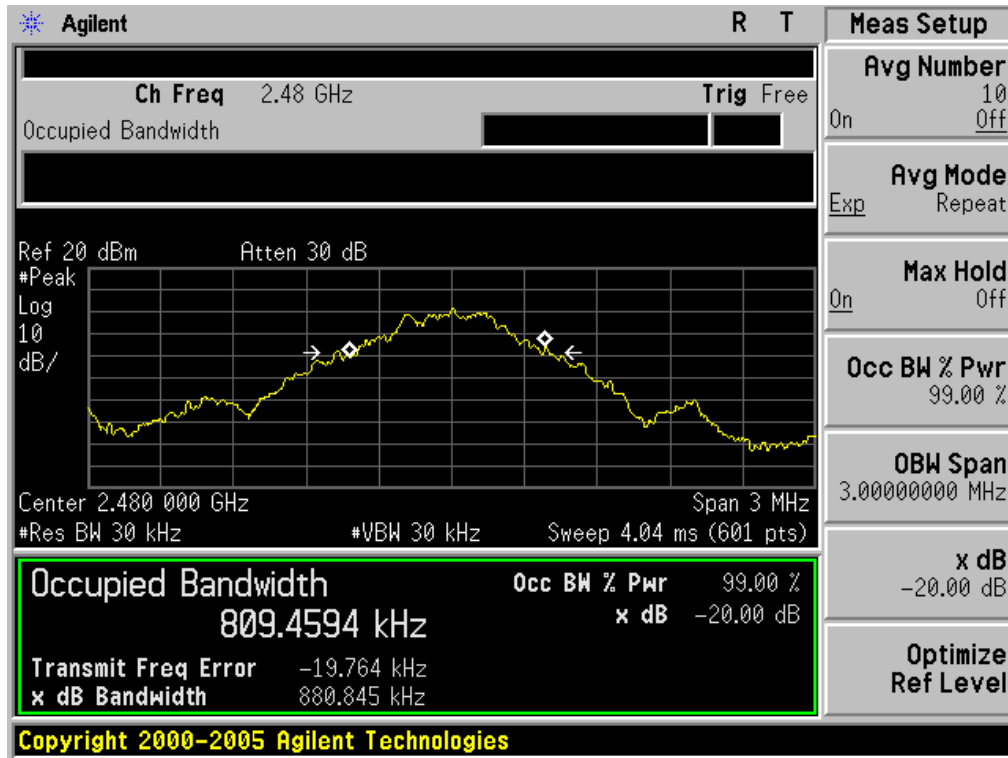 Agilent R T
Ch Freq 2.48 GHz Trig Free
Occupied Bandwidth
Ref 20 dBm Atten 30 dB
#Peak
Log
10
dB/
Center 2.480 000 GHz Span 3 MHz
#Res BW 30 kHz #VBW 30 kHz Sweep 4.04 ms (601 pts)
Occupied Bandwidth
809.4594 kHz
Occ BW % Pwr 99.00 %
x dB -20.00 dB
Transmit Freq Error -19.764 kHz
x dB Bandwidth 880.845 kHz
Copyright 2000-2005 Agilent Technologies
Meas Setup
Avg Number
10
On Off
Avg Mode
Exp Repeat
Max Hold
On Off
Occ BW % Pwr
99.00 %
OBW Span
3.00000000 MHz
x dB
-20.00 dB
Optimize
Ref Level